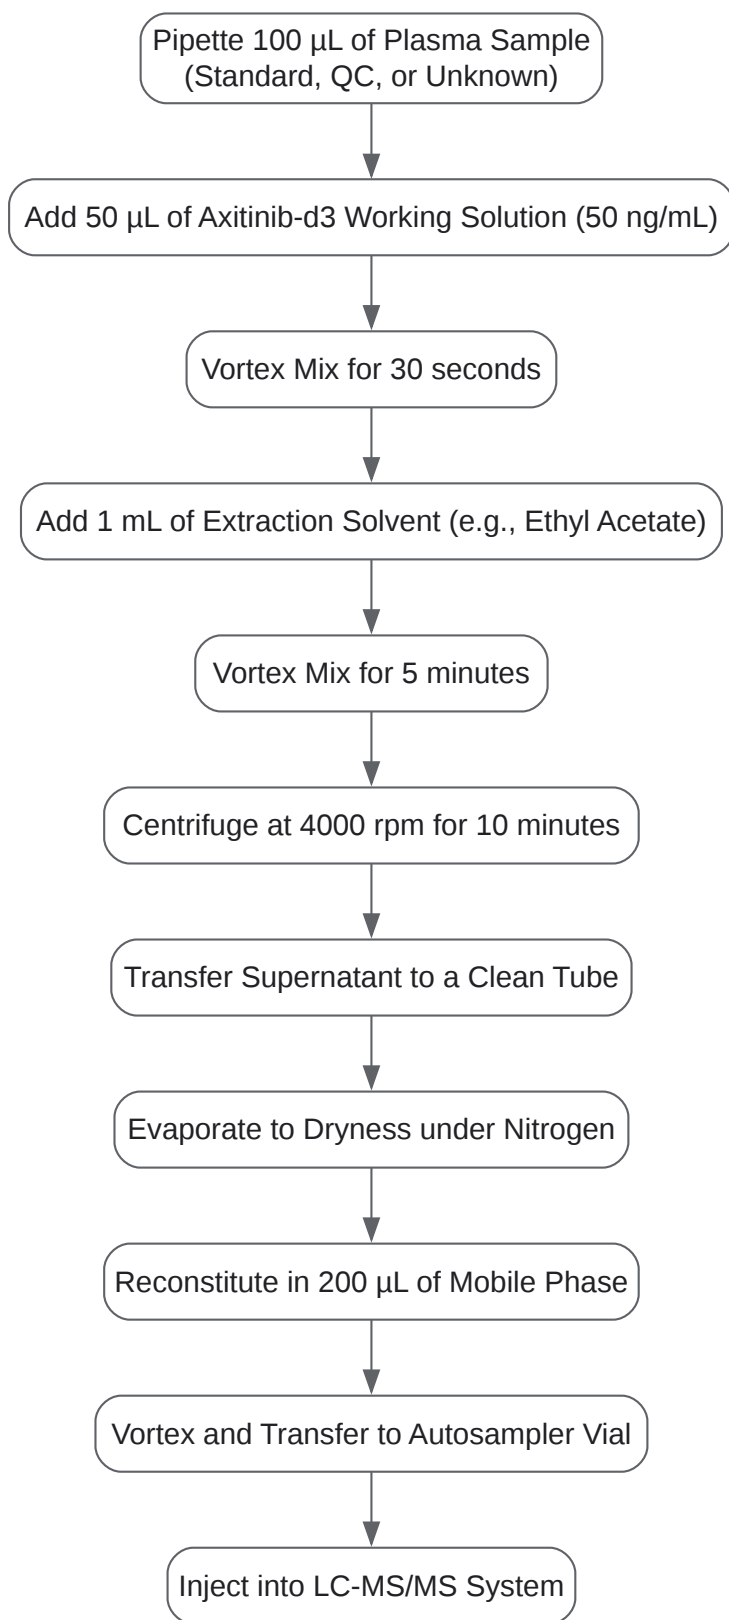 Pipette 100 µL of Plasma Sample
(Standard, QC, or Unknown)
Add 50 µL of Axitinib-d3 Working Solution (50 ng/mL)
Vortex Mix for 30 seconds
Add 1 mL of Extraction Solvent (e.g., Ethyl Acetate)
Vortex Mix for 5 minutes
Centrifuge at 4000 rpm for 10 minutes
Transfer Supernatant to a Clean Tube
Evaporate to Dryness under Nitrogen
Reconstitute in 200 µL of Mobile Phase
Vortex and Transfer to Autosampler Vial
Inject into LC-MS/MS System